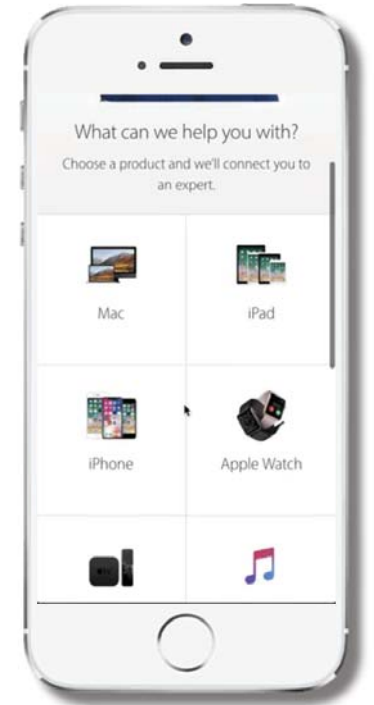 What can we help you with?
Choose a product and we'll connect you to
an expert.
Mac
iPad
iPhone
Apple Watch